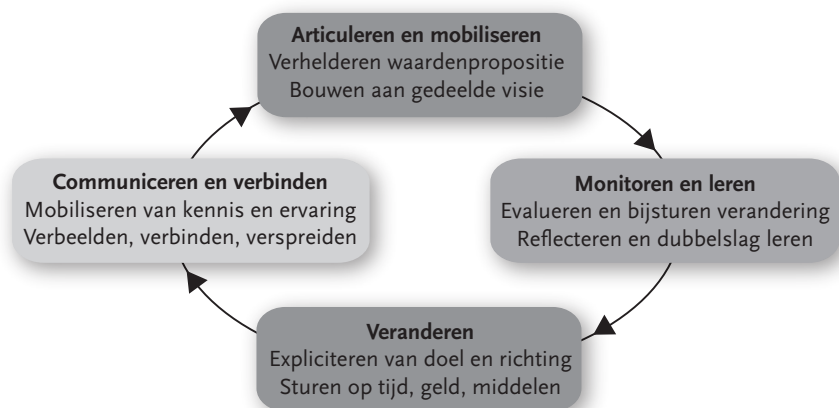 Articuleren en mobiliseren
Verhelderen waardenpropositie
Bouwen aan gedeelde visie
Communiceren en verbinden
Mobiliseren van kennis en ervaring
Verbeelden, verbinden, verspreiden
Monitoren en leren
Evalueren en bijsturen verandering
Reflecteren en dubbelslag leren
Veranderen
Expliciteren van doel en richting
Sturen op tijd, geld, middelen